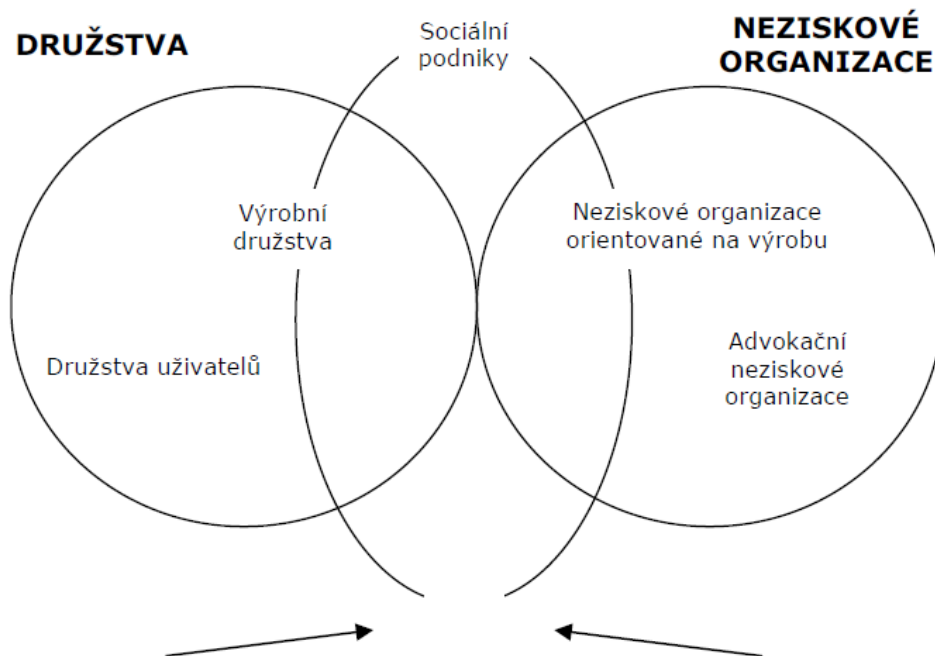 DRUŽSTVA
Sociální
podniky
NEZISKOVÉ
ORGANIZACE
Výrobní
družstva
Neziskové organizace
orientované na výrobu
Družstva uživatelů
Advokační
neziskové
organizace